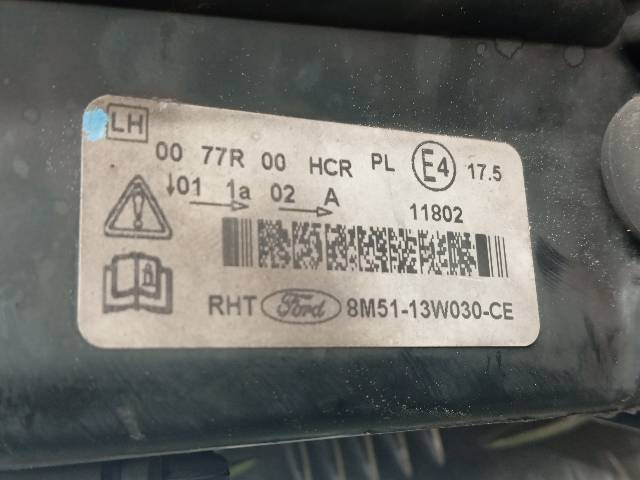 LH
00 77R 00 HCR PL E4 17.5
↓01 1a 02 A
11802
RHT Ford 8M51-13W030-CE